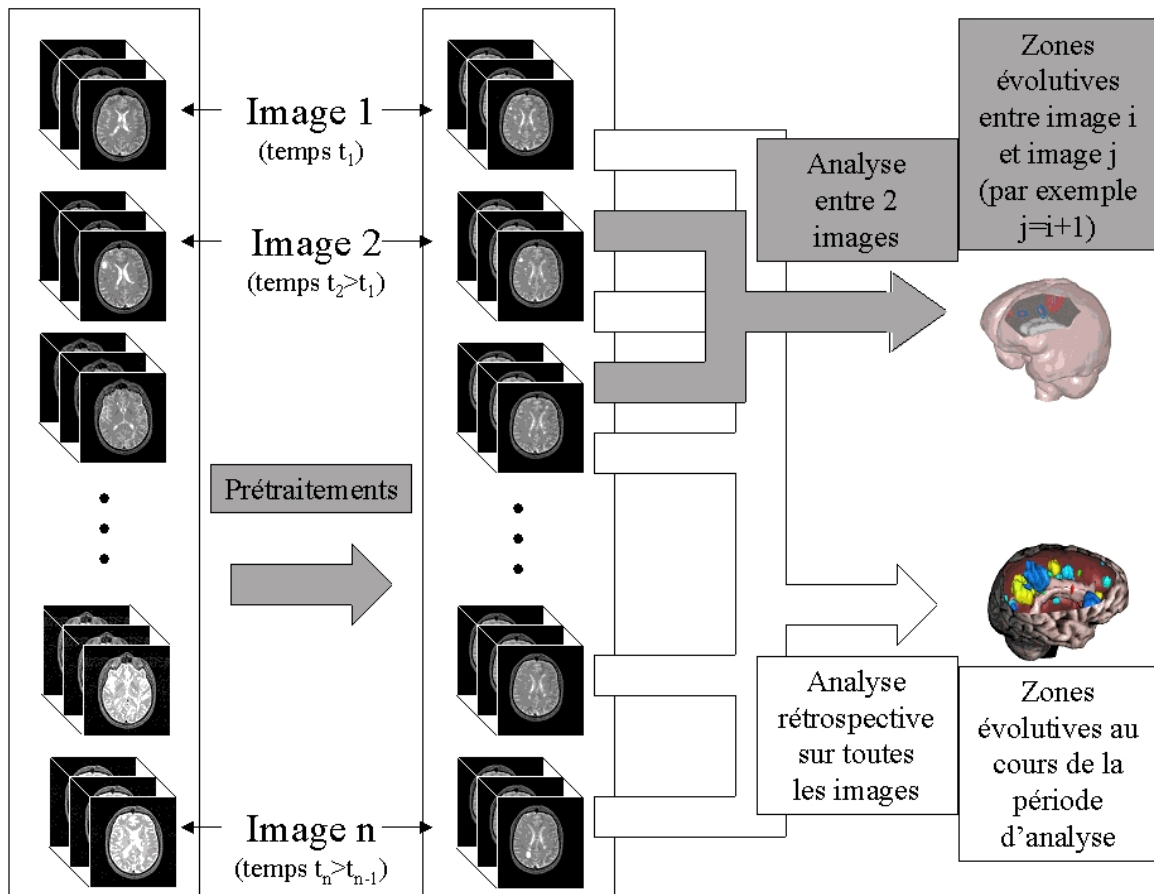 Image 1
(temps t₁)
Image 2
(temps t₂>t₁)
Prétraitements
Image n
(temps tₙ>tₙ₋₁)
Analyse
entre 2
images
Zones
évolutives
entre image i
et image j
(par exemple
j=i+1)
Analyse
rétrospective
sur toutes
les images
Zones
évolutives au
cours de la
période
d’analyse